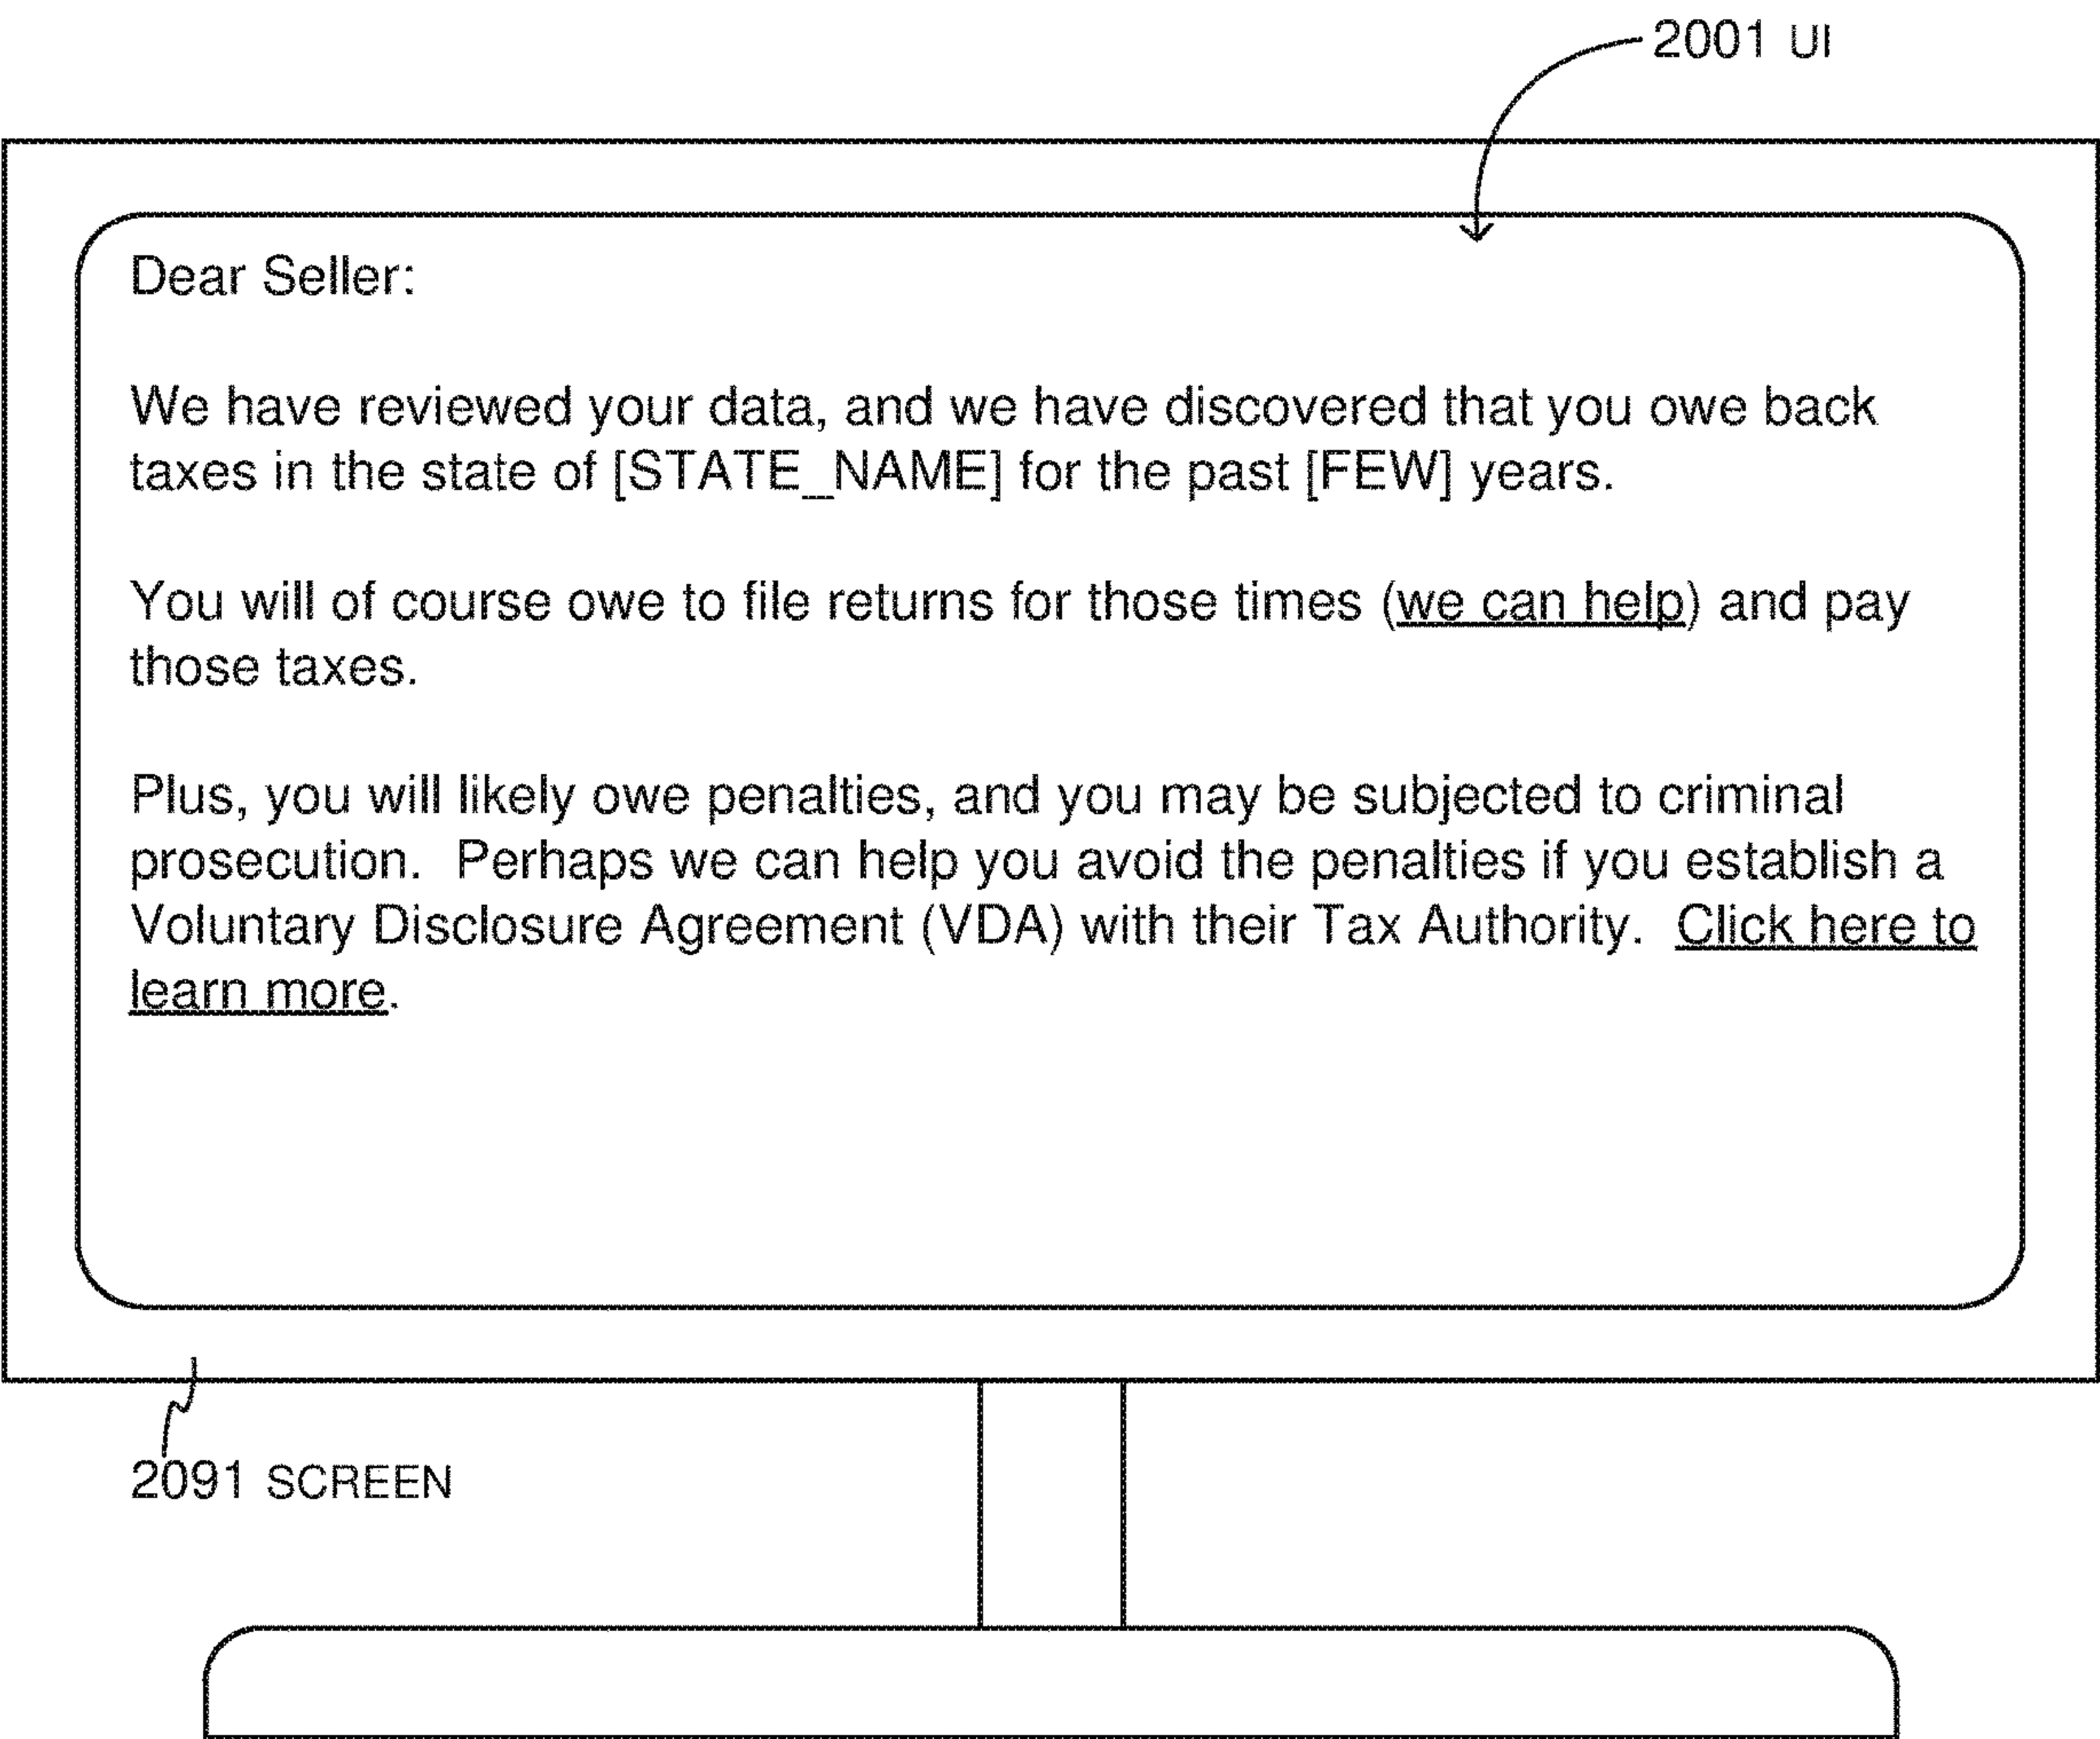 2001 UI
Dear Seller:
We have reviewed your data, and we have discovered that you owe back
taxes in the state of [STATE_NAME] for the past [FEW] years.
You will of course owe to file returns for those times (we can help) and pay
those taxes.
Plus, you will likely owe penalties, and you may be subjected to criminal
prosecution.  Perhaps we can help you avoid the penalties if you establish a
Voluntary Disclosure Agreement (VDA) with their Tax Authority.  Click here to
learn more.
2091 SCREEN